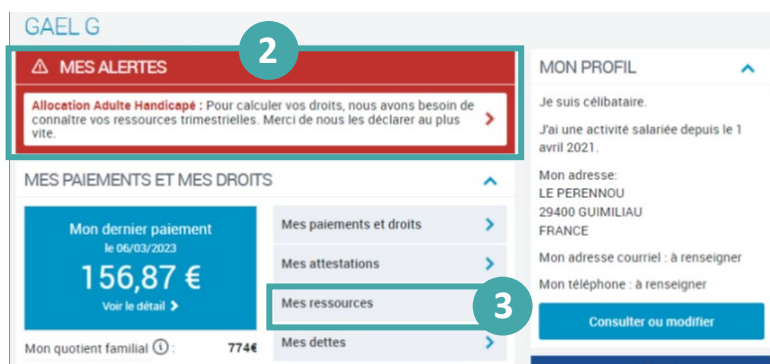 GAEL G
2
MES ALERTES
Allocation Adulte Handicapé : Pour calculer vos droits, nous avons besoin de
connaître vos ressources trimestrielles. Merci de nous les déclarer au plus
vite.
MES PAIEMENTS ET MES DROITS
Mon dernier paiement
le 06/03/2023
156,87 €
Voir le détail
Mon quotient familial i : 774€
Mes paiements et droits
Mes attestations
Mes ressources
3
Mes dettes
MON PROFIL
Je suis célibataire.
J'ai une activité salariée depuis le 1
avril 2021.
Mon adresse:
LE PERENNOU
29400 GUIMILIAU
FRANCE
Mon adresse courriel : à renseigner
Mon téléphone : à renseigner
Consulter ou modifier